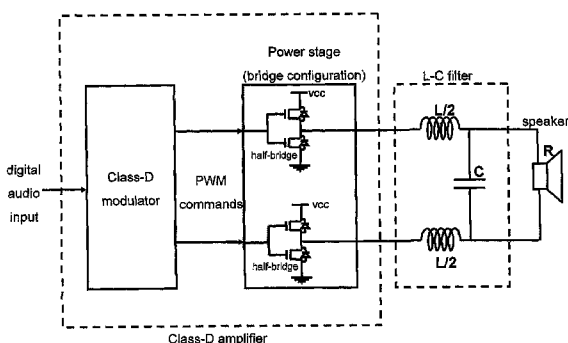 Power stage
(bridge configuration)
L-C filter
vcc
L/2
speaker
half-bridge
R
digital
audio
input
Class-D
modulator
PWM
commands
C
vcc
half-bridge
L/2
Class-D amplifier